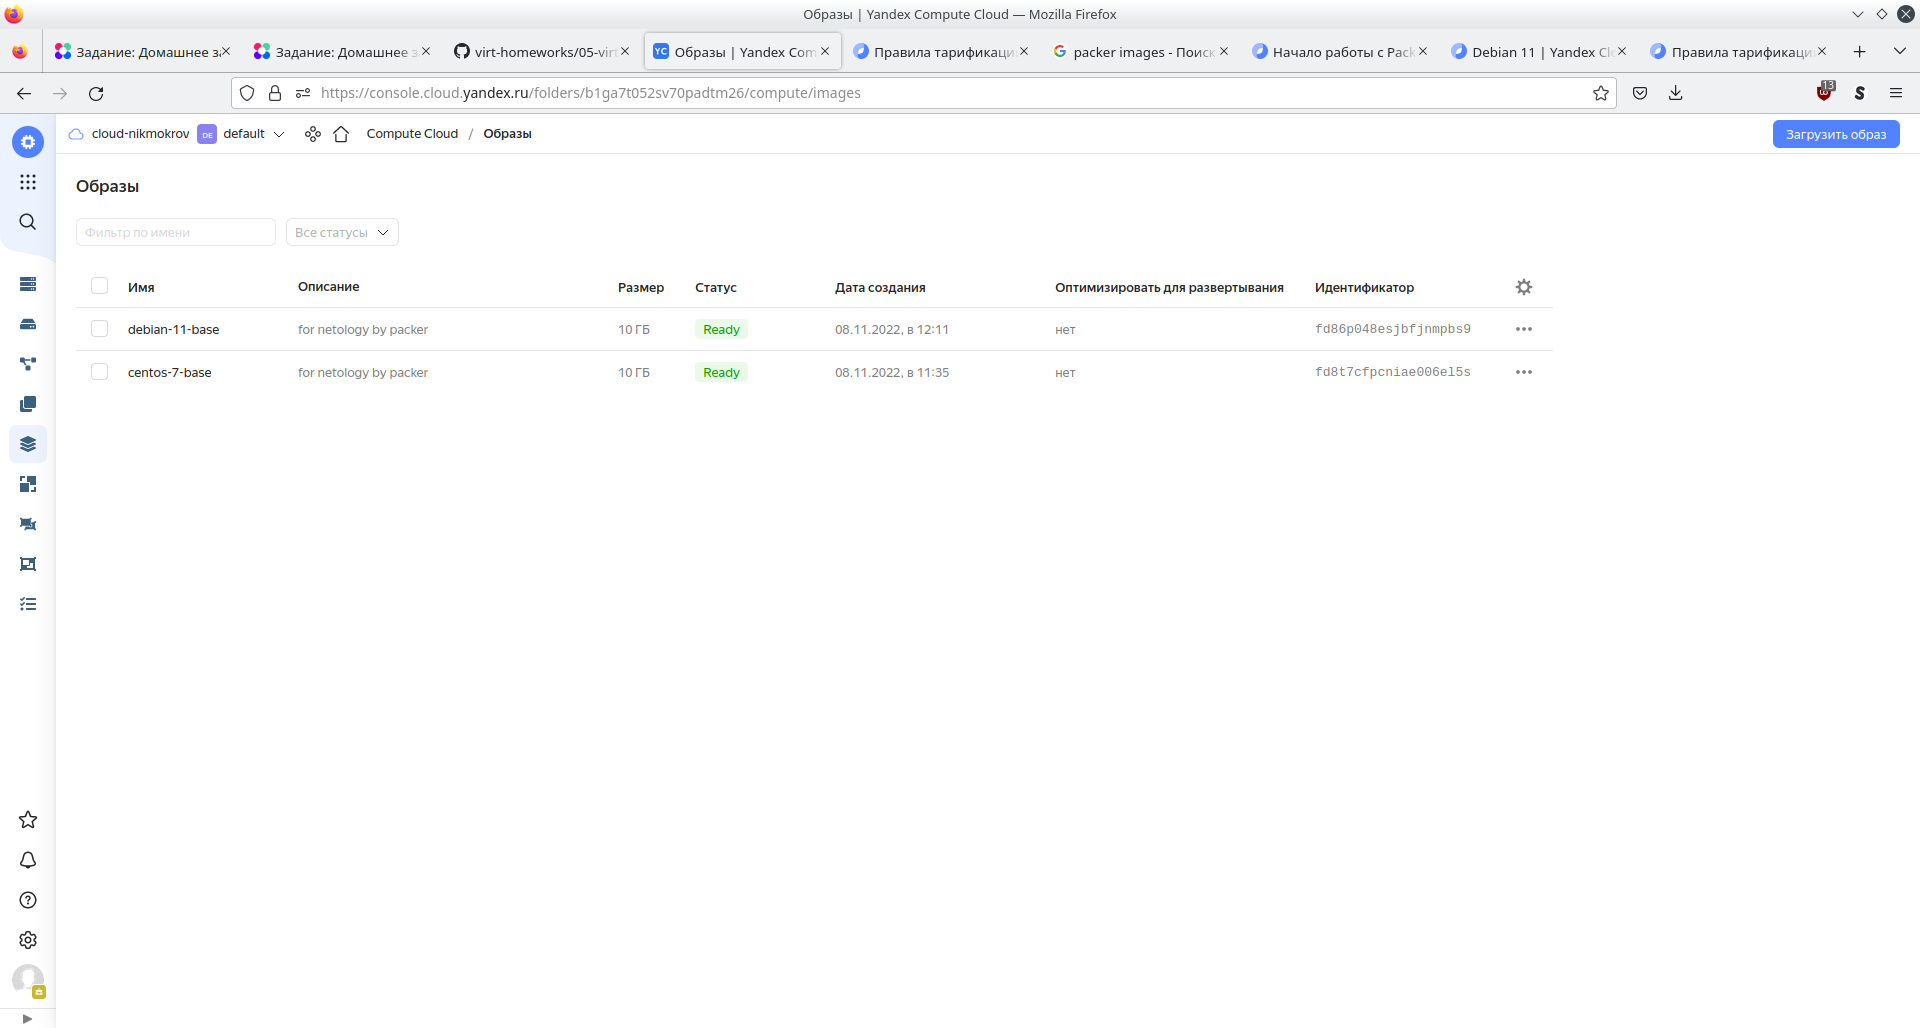 Образы | Yandex Compute Cloud — Mozilla Firefox
Задание: Домашнее за
Задание: Домашнее з
virt-homeworks/05-virt
YC Образы | Yandex Com
Правила тарификаци
packer images - Поиск
Начало работы с Pack
Debian 11 | Yandex Cl
Правила тарификаци
https://console.cloud.yandex.ru/folders/b1ga7t052sv70padtm26/compute/images
13
cloud-nikmokrov DE default Compute Cloud / Образы
Загрузить образ
Образы
Фильтр по имени Все статусы
Имя Описание Размер Статус Дата создания Оптимизировать для развертывания Идентификатор
debian-11-base for netology by packer 10 ГБ Ready 08.11.2022, в 12:11 нет fd86p048esjbfjnmpbs9
centos-7-base for netology by packer 10 ГБ Ready 08.11.2022, в 11:35 нет fd8t7cfpcniae006el5s